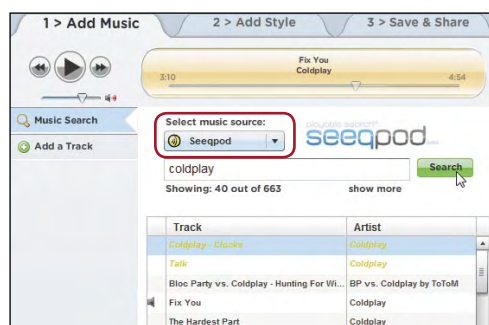 1 > Add Music
2 > Add Style
3 > Save & Share
Fix You
Coldplay
3:10
4:54
Music Search
Add a Track
Select music source:
Seeqpod
seeqpod
coldplay
Search
Showing: 40 out of 663 show more
Track Artist
Coldplay - Clocks Coldplay
Talk Coldplay
Bloc Party vs. Coldplay - Hunting For Wi... BP vs. Coldplay by ToToM
Fix You Coldplay
The Hardest Part Coldplay